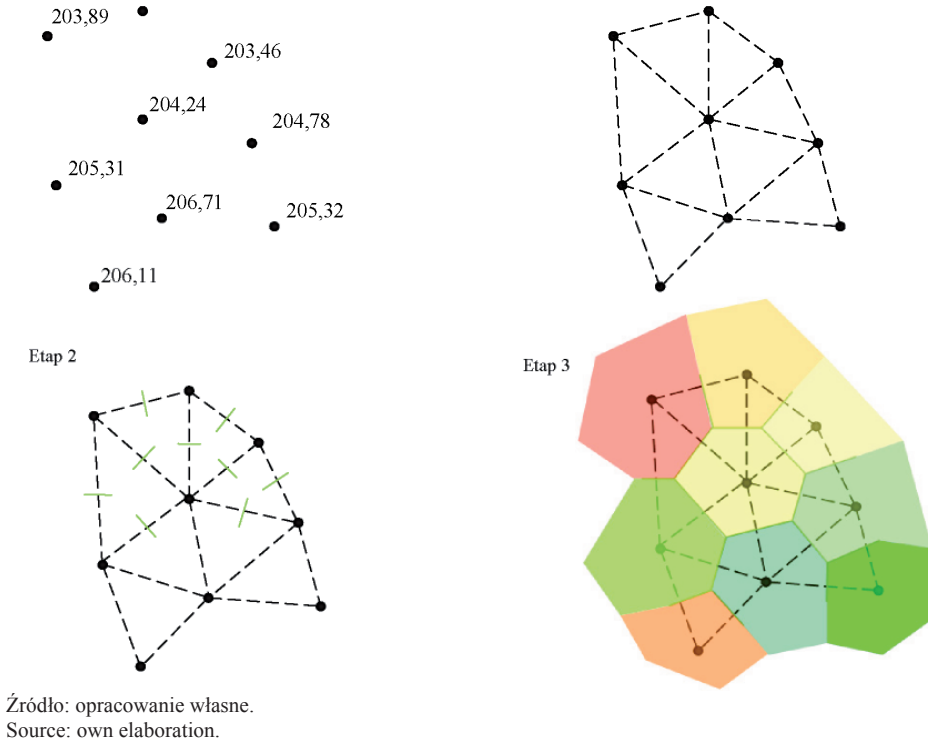 203,89
203,46
204,24
204,78
205,31
206,71
205,32
206,11
Etap 2
Etap 3
Źródło: opracowanie własne.
Source: own elaboration.